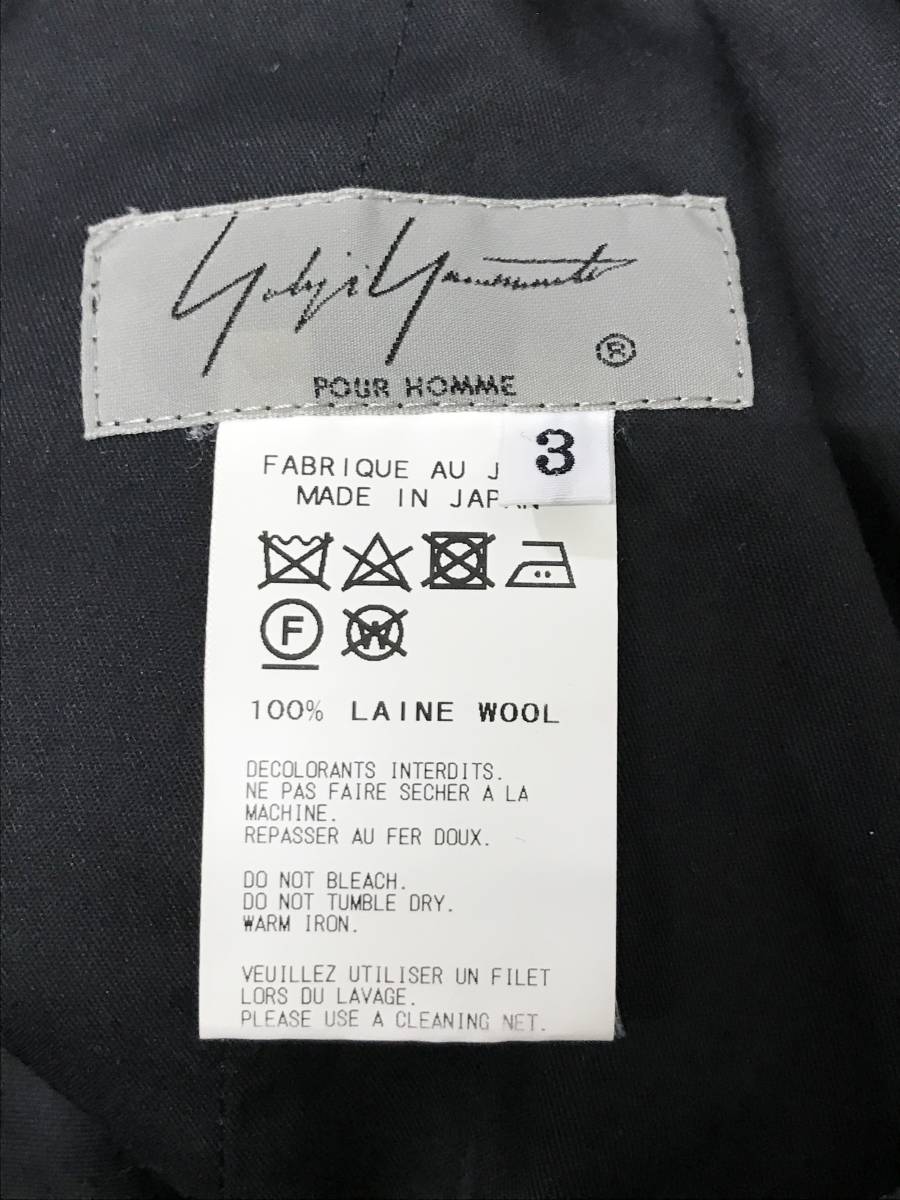 Yohji Yamamoto
®
POUR HOMME
3
FABRIQUE AU J
MADE IN JAPAN
F
W
100% LAINE WOOL
DECOLORANTS INTERDITS.
NE PAS FAIRE SECHER A LA
MACHINE.
REPASSER AU FER DOUX.
DO NOT BLEACH.
DO NOT TUMBLE DRY.
WARM IRON.
VEUILLEZ UTILISER UN FILET
LORS DU LAVAGE.
PLEASE USE A CLEANING NET.